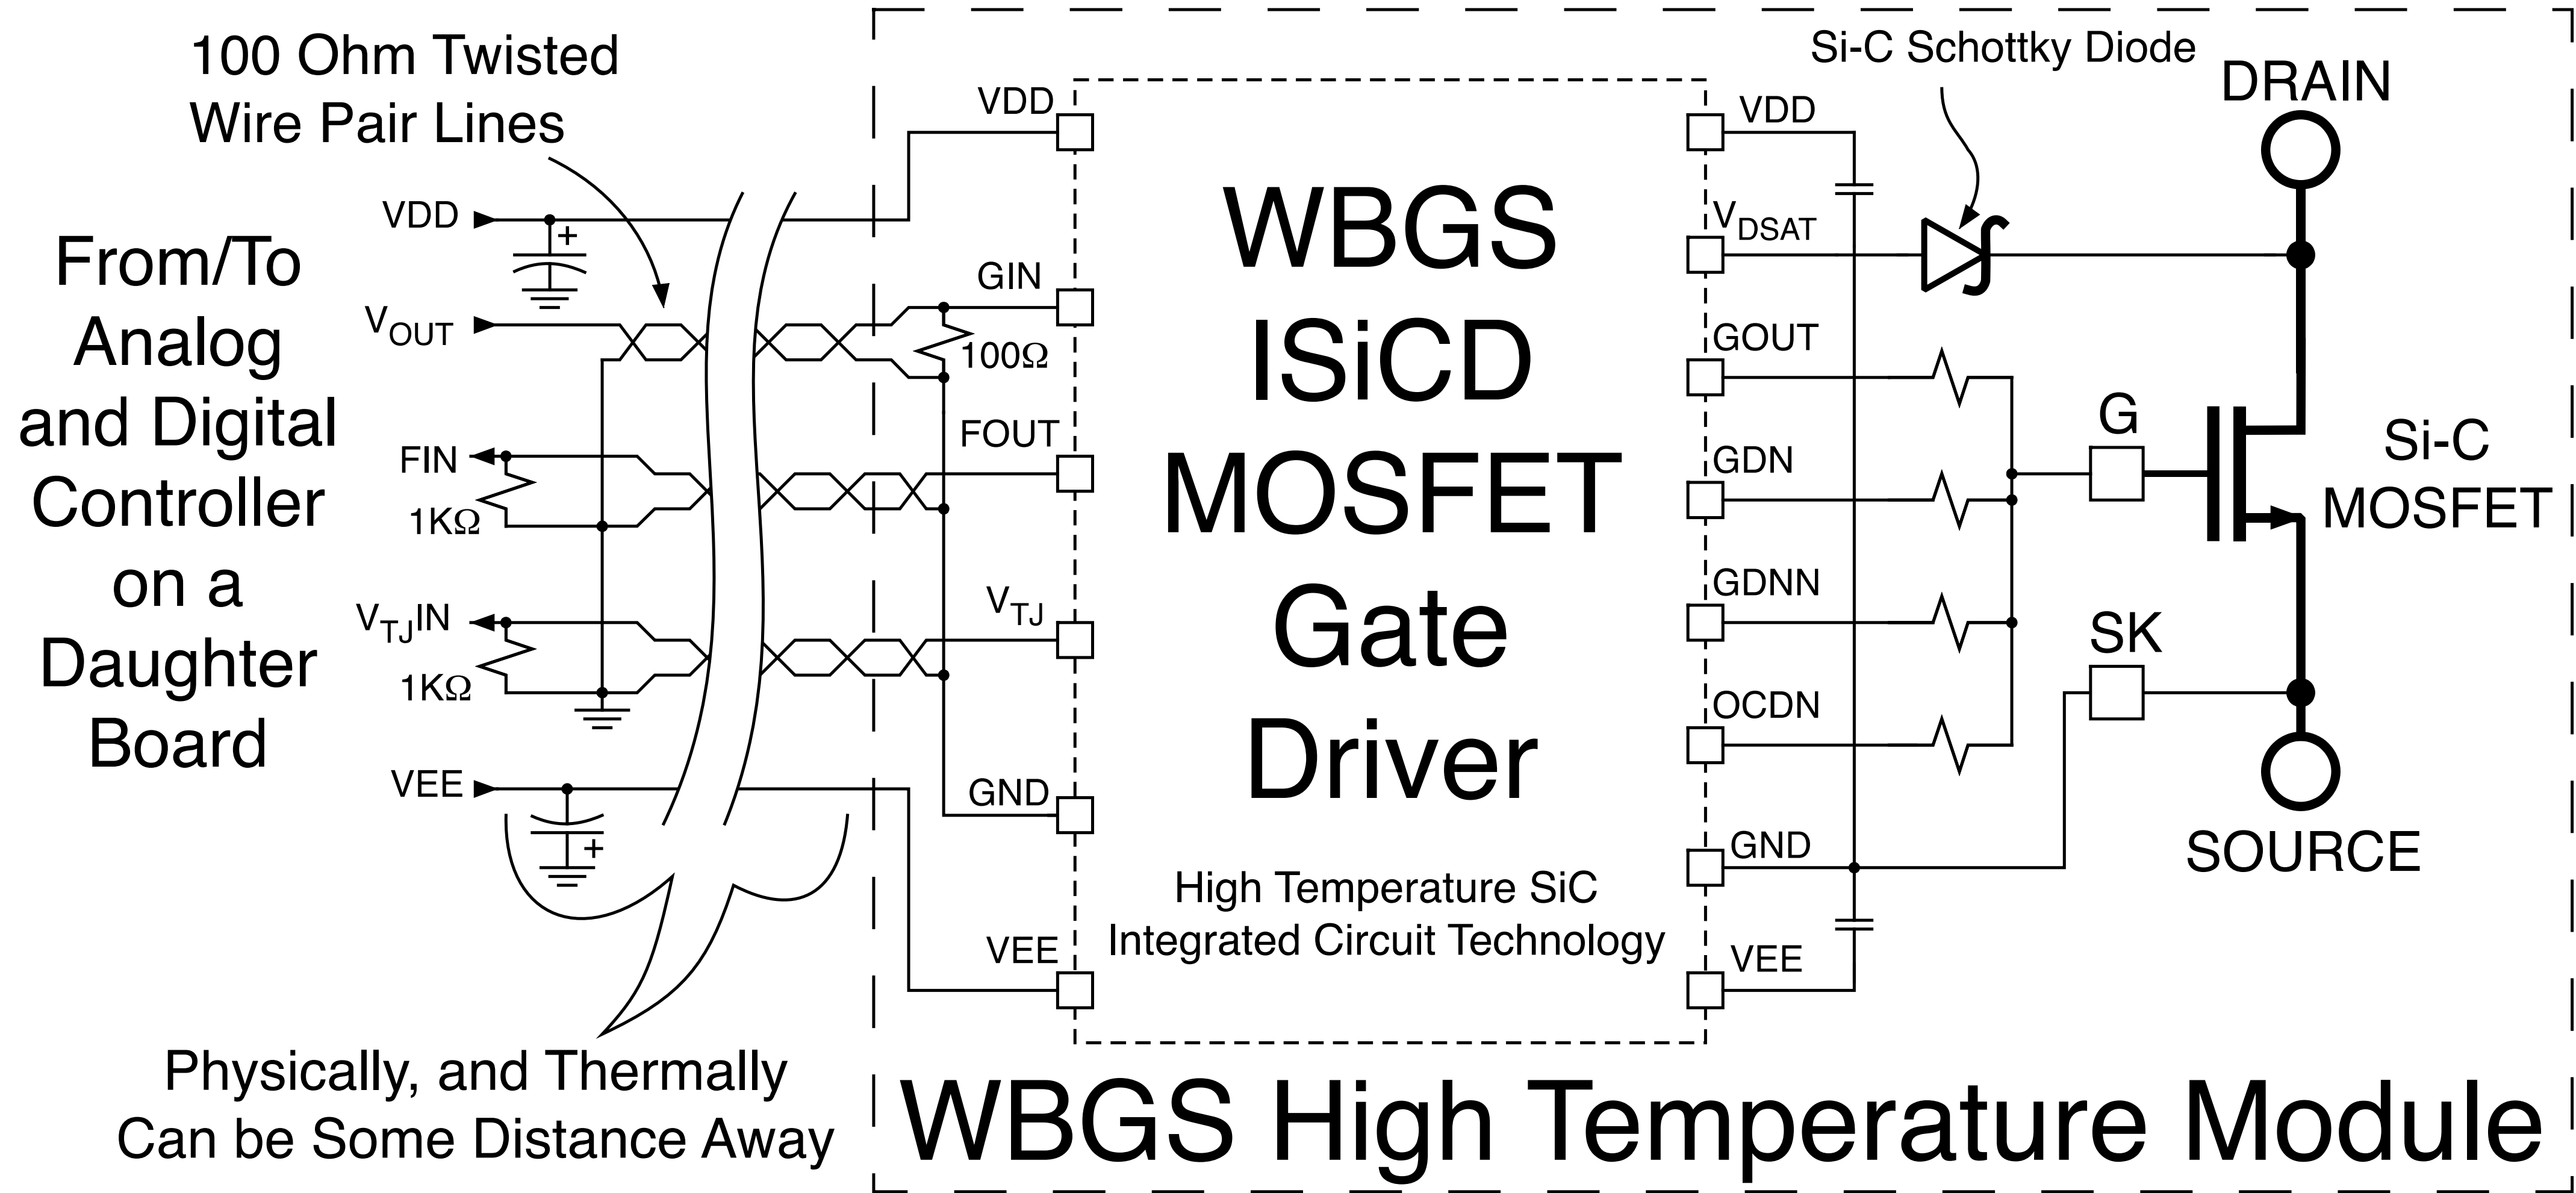 100 Ohm Twisted
Wire Pair Lines
From/To
Analog
and Digital
Controller
on a
Daughter
Board
VDD
+
VOUT
FIN
1KΩ
VTJIN
1KΩ
VEE
+
Physically, and Thermally
Can be Some Distance Away
VDD
GIN
100Ω
FOUT
VTJ
GND
VEE
WBGS
ISiCD
MOSFET
Gate
Driver
High Temperature SiC
Integrated Circuit Technology
VDD
VDSAT
GOUT
GDN
GDNN
OCDN
GND
VEE
Si-C Schottky Diode
DRAIN
G
Si-C
MOSFET
SK
SOURCE
WBGS High Temperature Module